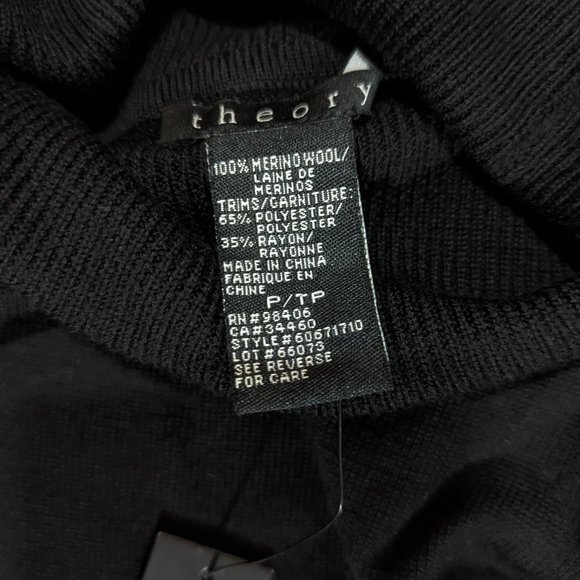 theory
100% MERINO WOOL/
LAINE DE
MERINOS
TRIMS/GARNITURE:
65% POLYESTER/
POLYESTER
35% RAYON/
RAYONNE
MADE IN CHINA
FABRIQUE EN
CHINE
P/TP
RN#98406
CA#34460
STYLE#60671710
LOT#65073
SEE REVERSE
FOR CARE